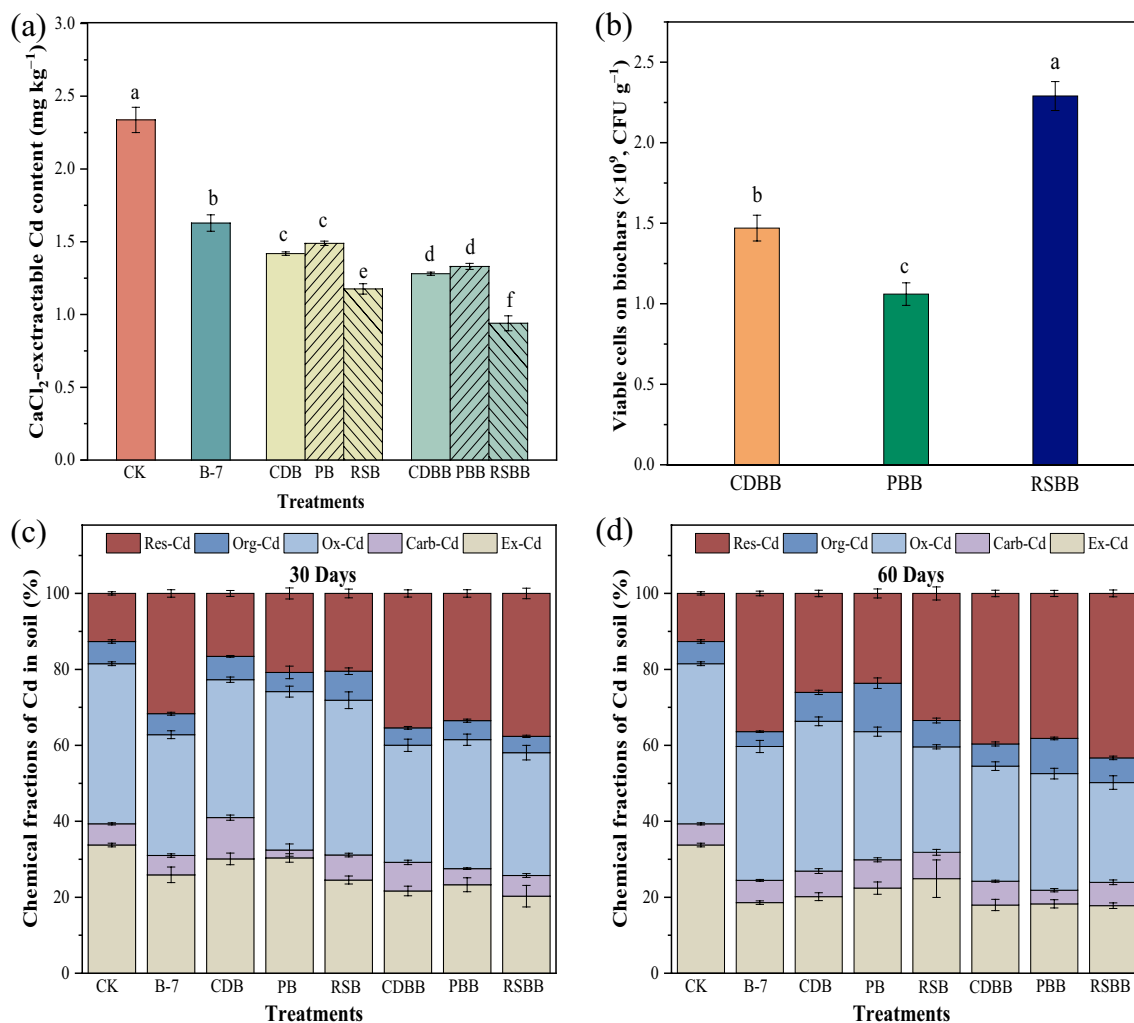 (a)
CaCl₂-exctractable Cd content (mg kg⁻¹)
3.0
2.5
2.0
1.5
1.0
0.5
0.0
a
b
c
c
e
d
d
f
CK
B-7
CDB
PB
RSB
CDBB
PBB
RSBB
Treatments
(b)
Viable cells on biochars (×10⁹, CFU g⁻¹)
2.5
2.0
1.5
1.0
0.5
0.0
b
c
a
CDBB
PBB
RSBB
(c)
Chemical fractions of Cd in soil (%)
Res-Cd
Org-Cd
Ox-Cd
Carb-Cd
Ex-Cd
30 Days
100
80
60
40
20
0
CK
B-7
CDB
PB
RSB
CDBB
PBB
RSBB
Treatments
(d)
Chemical fractions of Cd in soil (%)
Res-Cd
Org-Cd
Ox-Cd
Carb-Cd
Ex-Cd
60 Days
100
80
60
40
20
0
CK
B-7
CDB
PB
RSB
CDBB
PBB
RSBB
Treatments